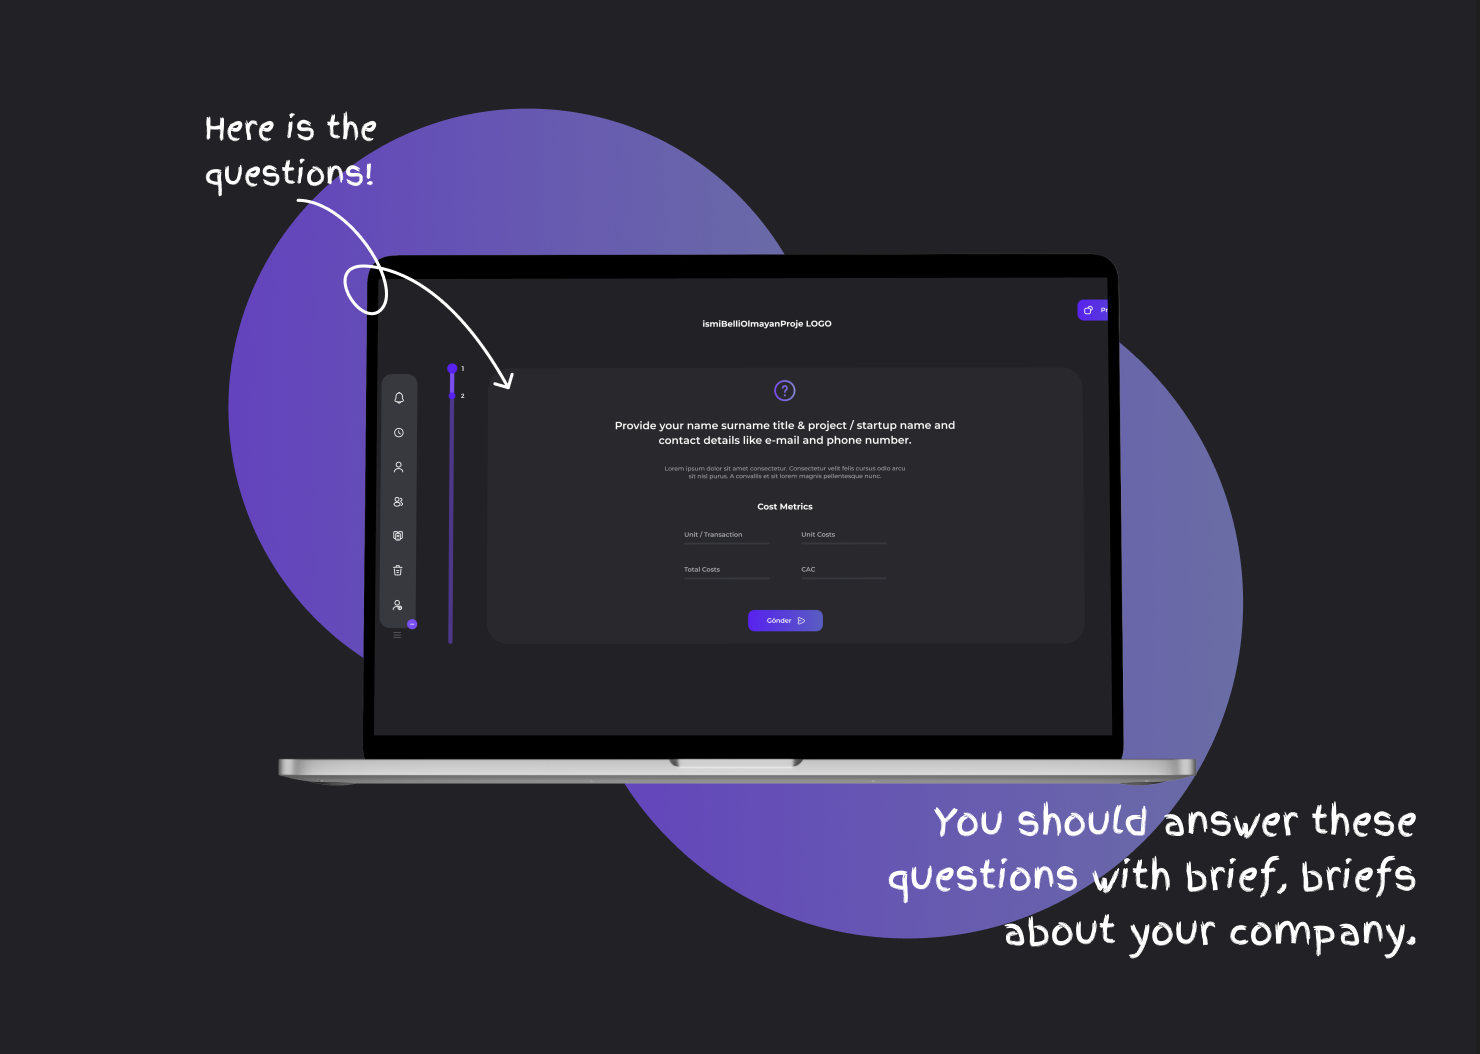 Here is the
questions!
ismiBelliOlmayanProje LOGO
1
2
Provide your name surname title & project / startup name and
contact details like e-mail and phone number.
Lorem ipsum dolor sit amet consectetur. Consectetur velit felis cursus odio arcu
sit nisl purus. A convallis et sit lorem magnis pellentesque nunc.
Cost Metrics
Unit / Transaction
Unit Costs
Total Costs
CAC
Gönder
You should answer these
questions with brief, briefs
about your company.